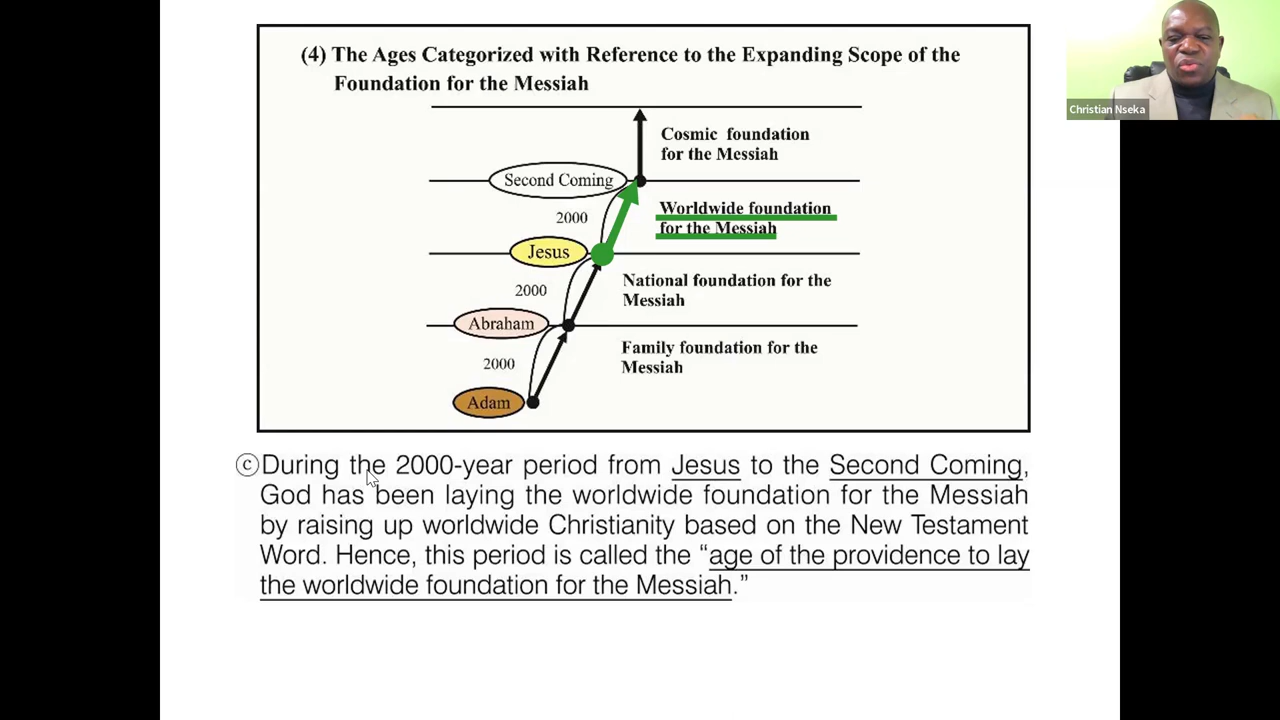 (4) The Ages Categorized with Reference to the Expanding Scope of the
Foundation for the Messiah
Christian Nseka
Cosmic foundation
for the Messiah
Second Coming
2000
Worldwide foundation
for the Messiah
Jesus
2000
National foundation for the
Messiah
Abraham
2000
Family foundation for the
Messiah
Adam
ⓒDuring the 2000-year period from Jesus to the Second Coming,
God has been laying the worldwide foundation for the Messiah
by raising up worldwide Christianity based on the New Testament
Word. Hence, this period is called the “age of the providence to lay
the worldwide foundation for the Messiah.”